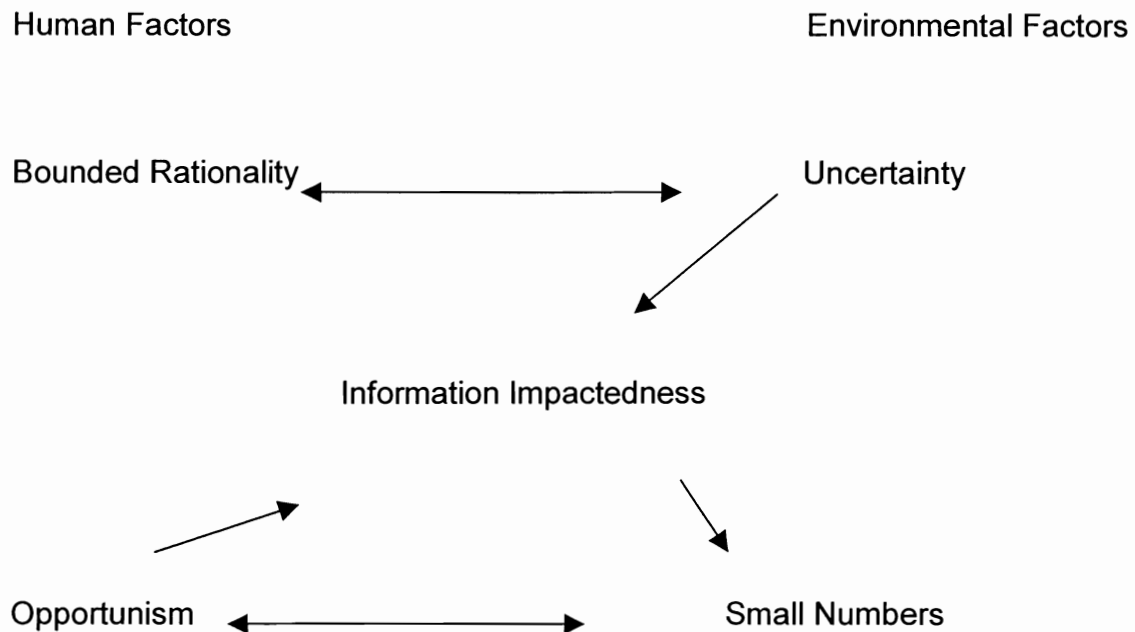 Human Factors Environmental Factors
Bounded Rationality Uncertainty
Information Impactedness
Opportunism Small Numbers